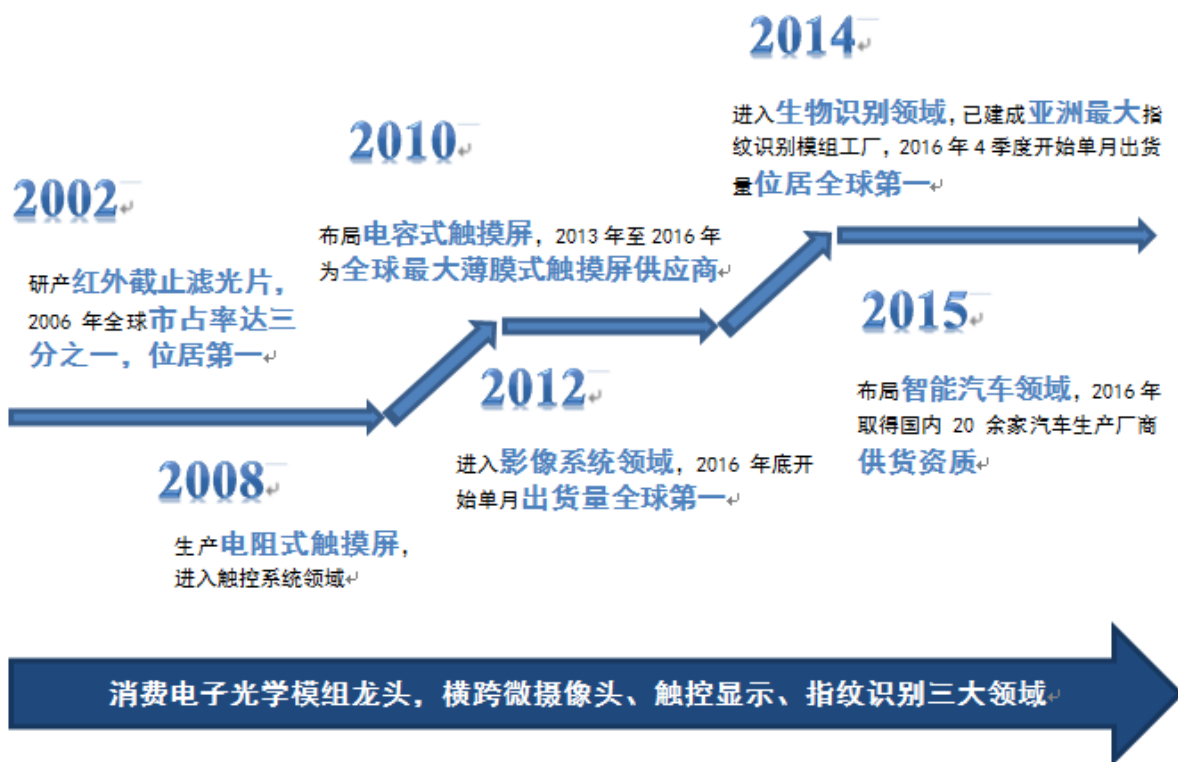 2002
研产红外截止滤光片，
2006 年全球市占率达三
分之一，位居第一
2008
生产电阻式触摸屏，
进入触控系统领域
2010
布局电容式触摸屏，2013 年至 2016 年
为全球最大薄膜式触摸屏供应商
2012
进入影像系统领域，2016 年底开
始单月出货量全球第一
2014
进入生物识别领域，已建成亚洲最大指
纹识别模组工厂，2016 年 4 季度开始单月出货
量位居全球第一
2015
布局智能汽车领域，2016 年
取得国内 20 余家汽车生产厂商
供货资质
消费电子光学模组龙头，横跨微摄像头、触控显示、指纹识别三大领域